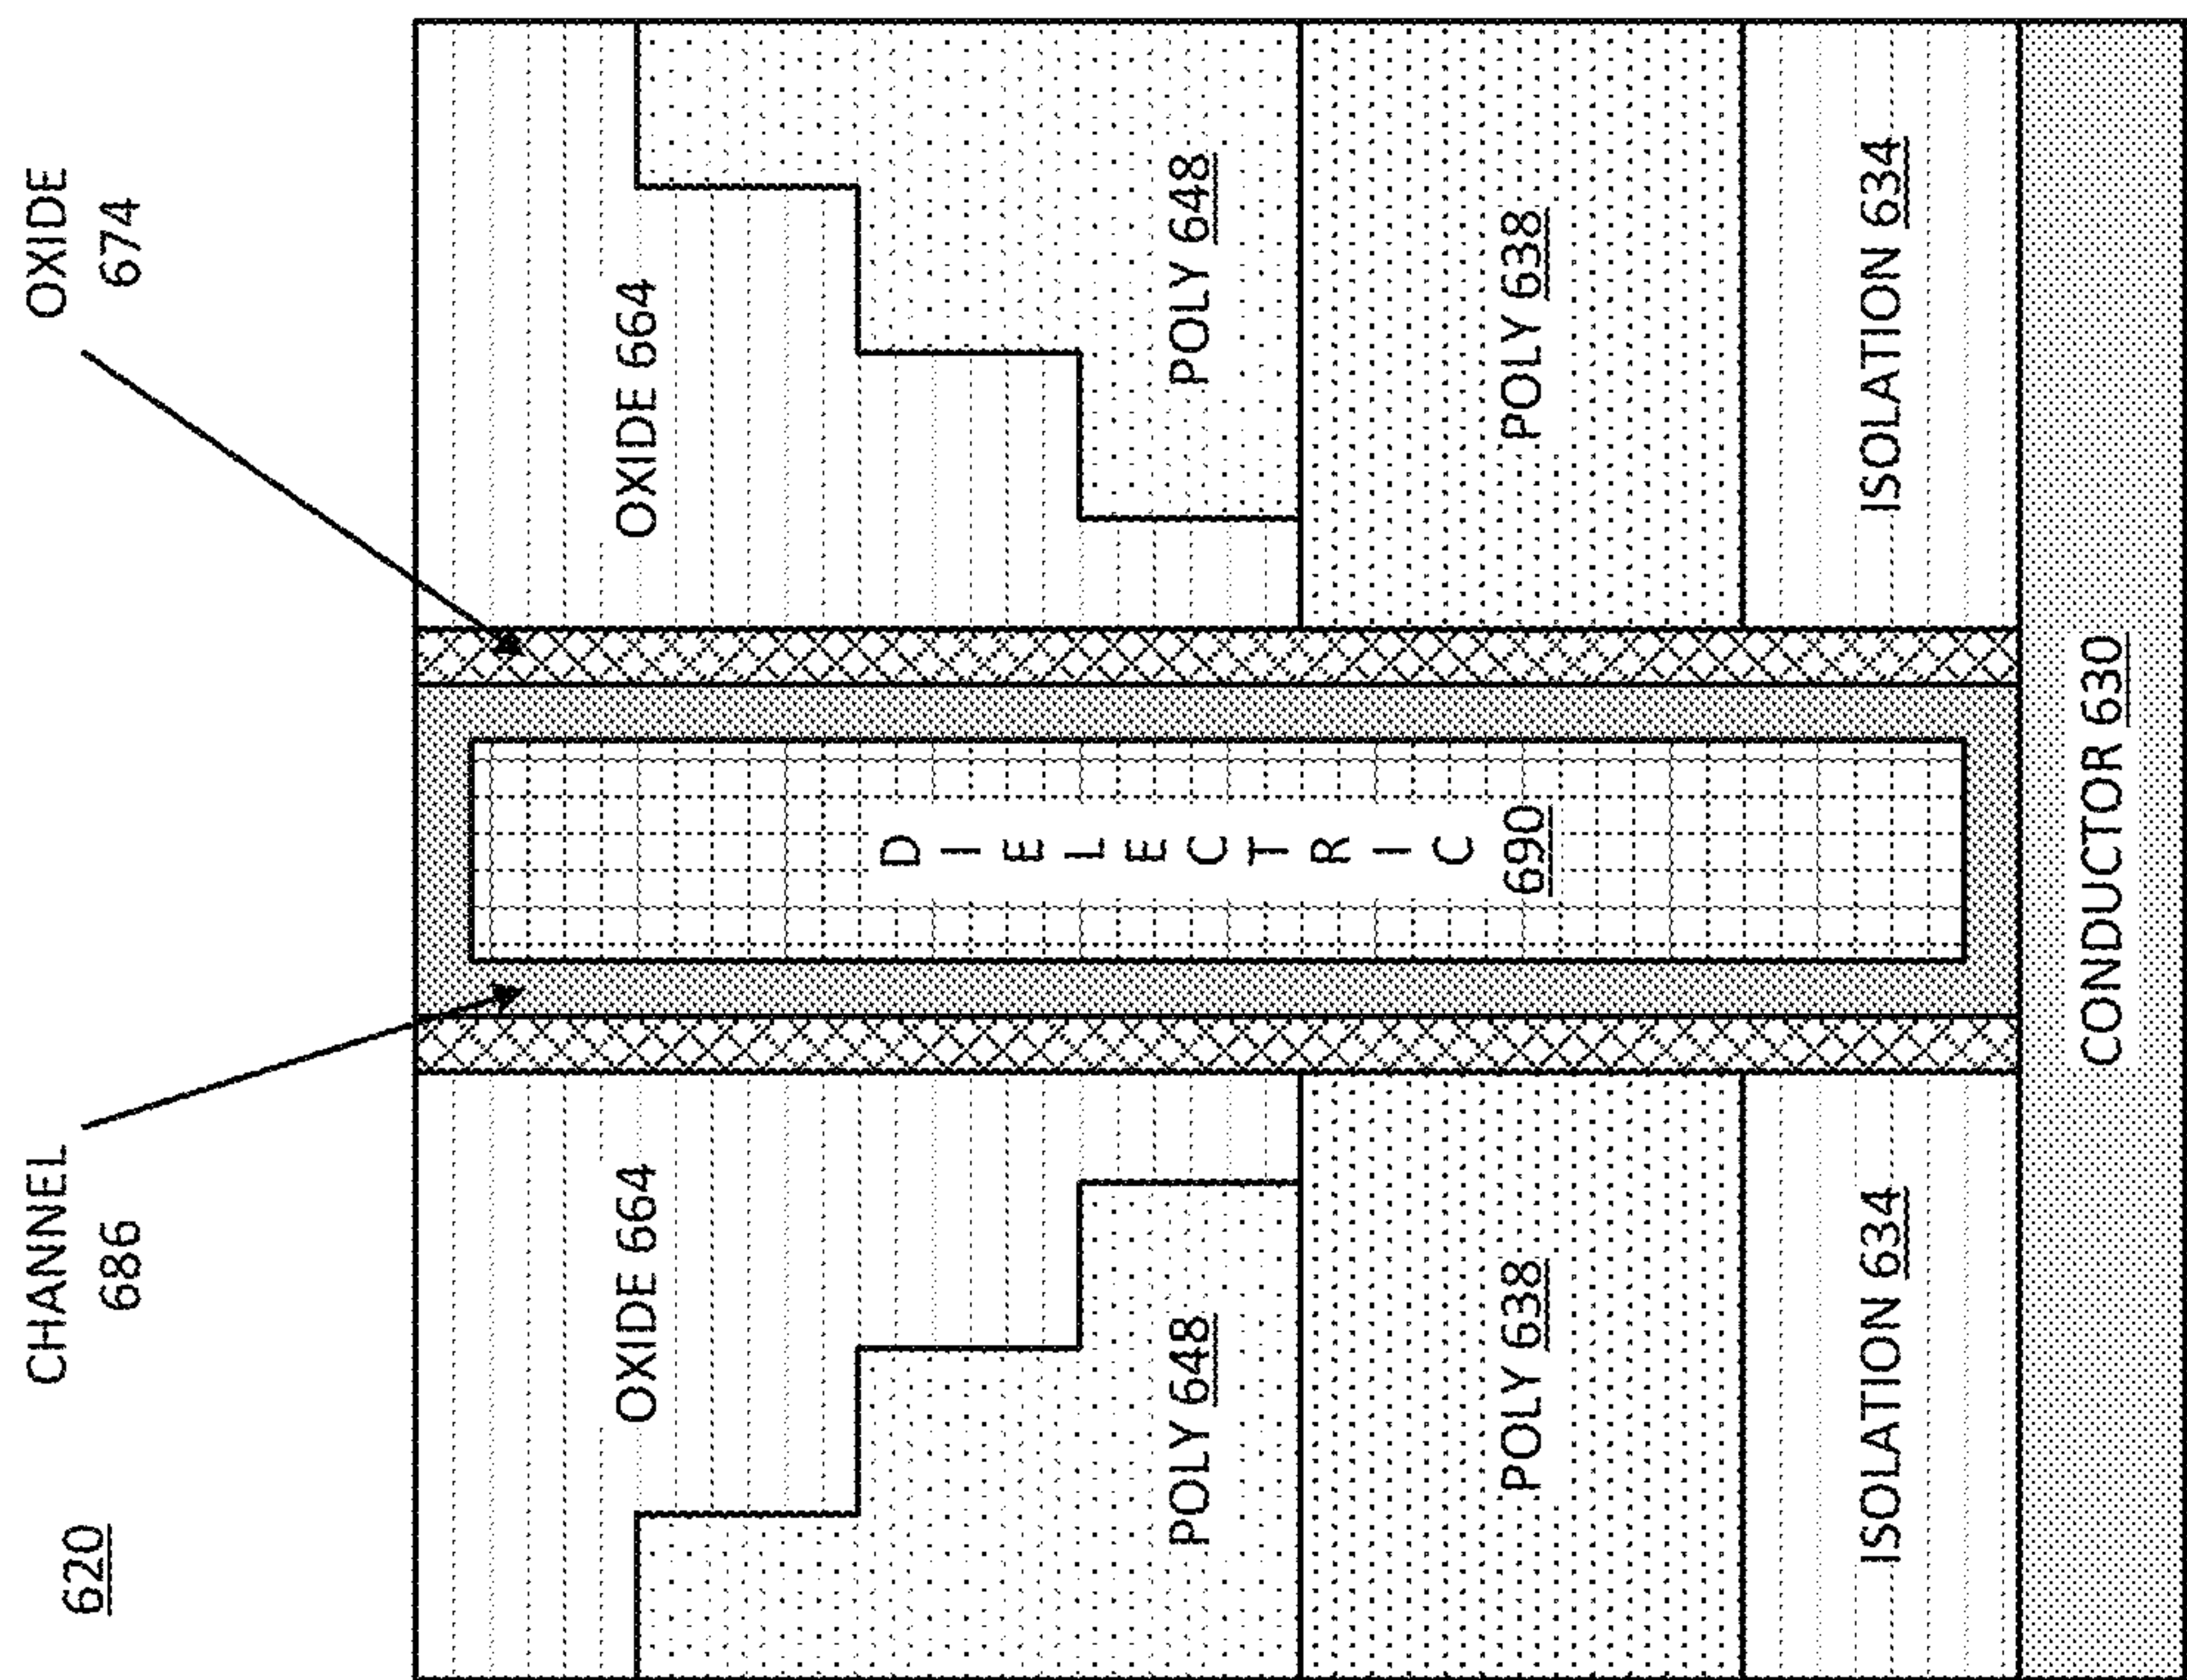 620
CHANNEL
686
OXIDE
674
OXIDE 664
OXIDE 664
DIELECTRIC
690
POLY 648
POLY 648
POLY 638
POLY 638
ISOLATION 634
ISOLATION 634
CONDUCTOR 630